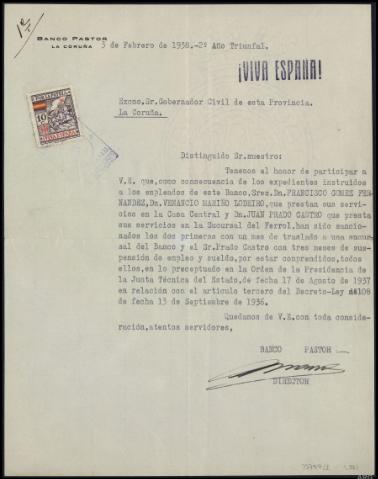 1ª
BANCO PASTOR
LA CORUÑA
3 de Febrero de 1938.-2º Año Triunfal.
¡VIVA ESPAÑA!
Excmo.Sr.Gobernador Civil de esta Provincia.
La Coruña.
10
Distinguido Sr.nuestro:
Tenemos el honor de participar a
V.E. que,como consecuencia de los expedientes instruidos
a los empleados de este Banco,Sres.Dn.FRANCISCO GOMEZ FER-
NANDEZ,Dn.VENANCIO MARIÑO LODEIRO,que prestan sus servi-
cios en la Casa Central y Dn.JUAN PRADO CASTRO que presta
sus servicios en la Sucursal del Ferrol,han sido sancio-
nados los dos primeros con un mes de traslado a una sucur-
sal del Banco y el Sr.Prado Castro con tres meses de sus-
pensión de empleo y sueldo,por estar comprendidos,todos
ellos,en lo preceptuado en la Orden de la Presidencia de
la Junta Técnica del Estado,de fecha 17 de Agosto de 1937
en relación con el artículo tercero del Decreto-Ley 108
de fecha 13 de Septiembre de 1936.
Quedamos de V.E.con toda conside-
ración,atentos servidores,
BANCO PASTOR
DIRECTOR